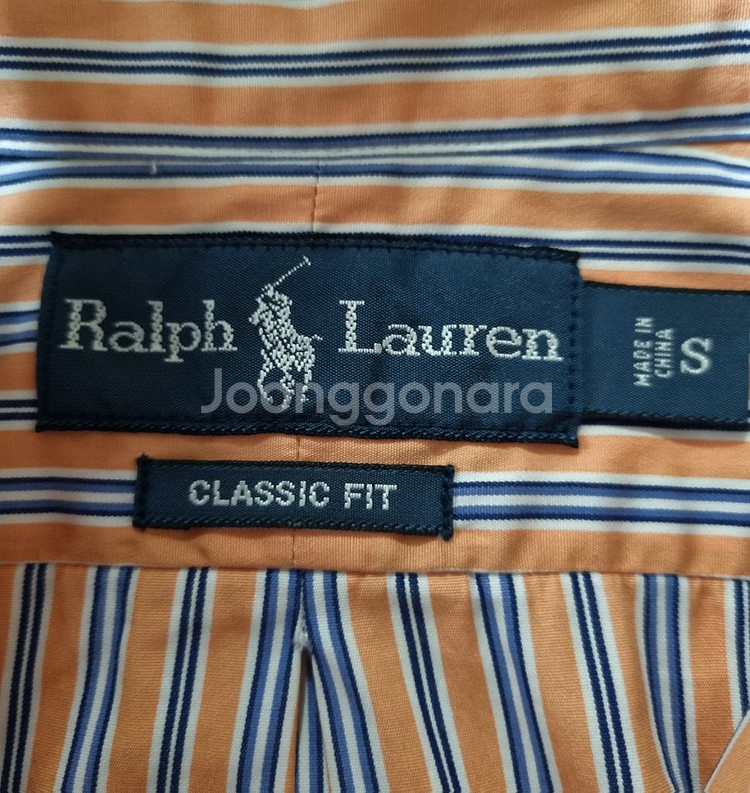 Ralph Lauren
MADE IN
CHINA
S
Joonggonara
CLASSIC FIT